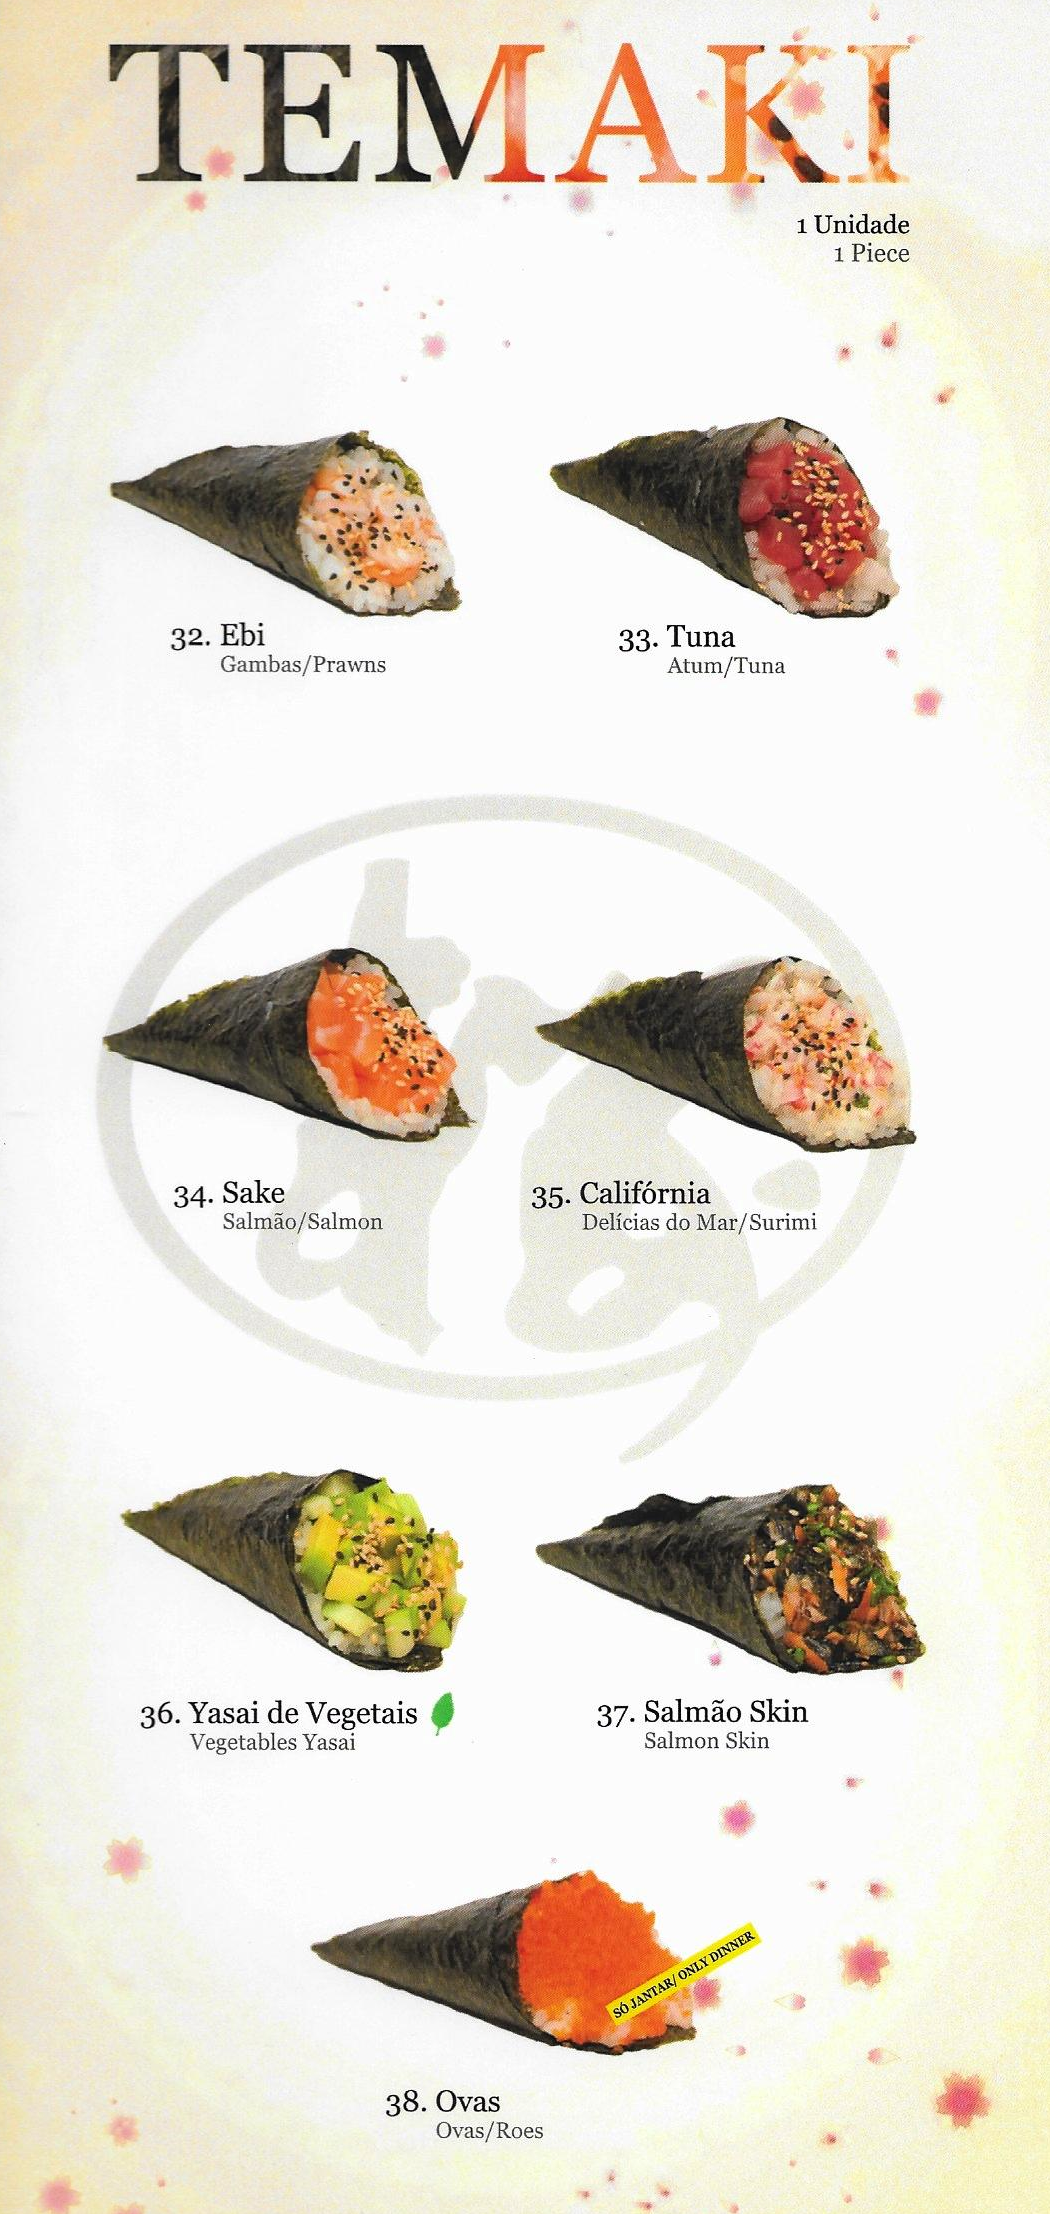 TEMAKI
1 Unidade
1 Piece
32. Ebi
Gambas/Prawns
33. Tuna
Atum/Tuna
34. Sake
Salmão/Salmon
35. Califórnia
Delícias do Mar/Surimi
36. Yasai de Vegetais
Vegetables Yasai
37. Salmão Skin
Salmon Skin
SÓ JANTAR/ ONLY DINNER
38. Ovas
Ovas/Roes